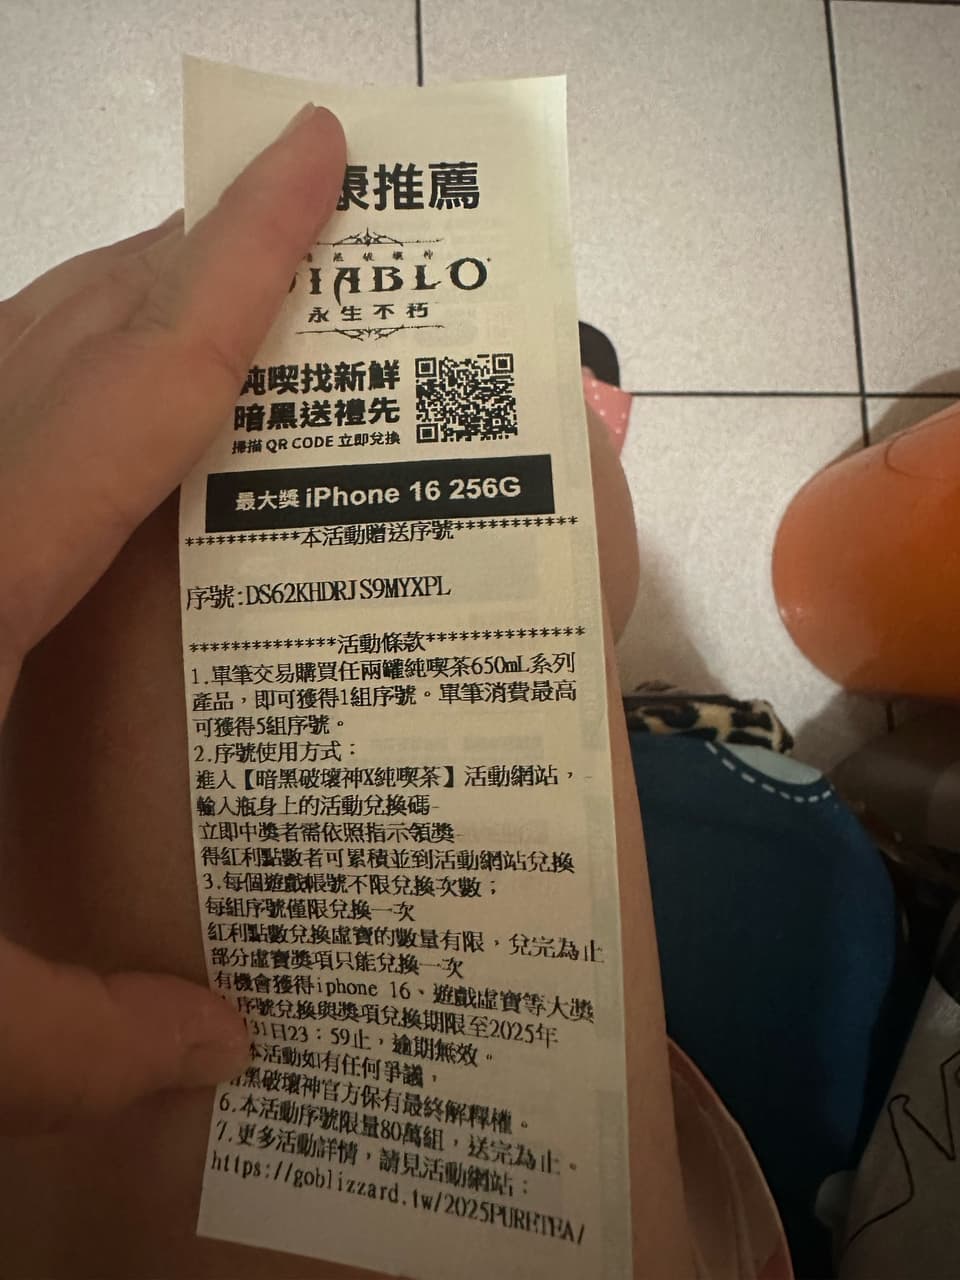 康推薦
暗黑破壞神
DIABLO
永生不朽
純喫找新鮮
暗黑送禮先
掃描 QR CODE 立即兌換
最大獎 iPhone 16 256G
***********本活動贈送序號************
序號:DS62KHDRJS9MYXPL
**************活動條款***************
1.單筆交易購買任兩罐純喫茶650mL系列
產品，即可獲得1組序號。單筆消費最高
可獲得5組序號。
2.序號使用方式：
進入【暗黑破壞神X純喫茶】活動網站，
輸入瓶身上的活動兌換碼-
立即中獎者需依照指示領獎-
得紅利點數者可累積並到活動網站兌換
3.每個遊戲帳號不限兌換次數；
每組序號僅限兌換一次
紅利點數兌換虛寶的數量有限，兌完為止
部分虛寶獎項只能兌換一次
有機會獲得iphone 16、遊戲虛寶等大獎
序號兌換與獎項兌換期限至2025年
31日23：59止，逾期無效。
本活動如有任何爭議，
暗黑破壞神官方保有最終解釋權。
6.本活動序號限量80萬組，送完為止。
7.更多活動詳情，請見活動網站：
https://goblizzard.tw/2025PURETEA/